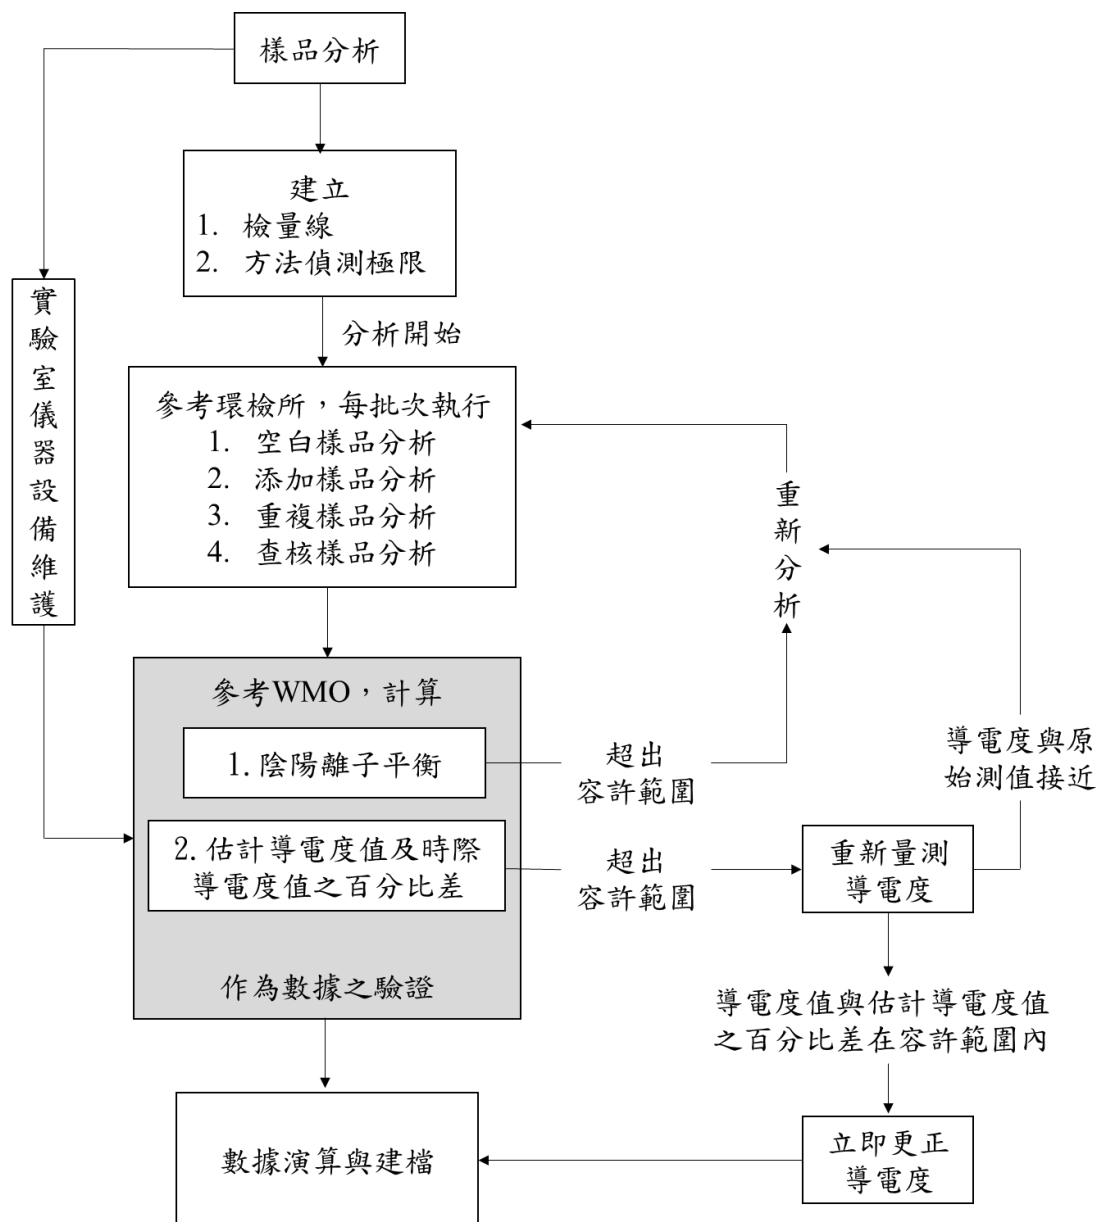 樣品分析
建立
1. 檢量線
2. 方法偵測極限
分析開始
實
驗
室
儀
器
設
備
維
護
參考環檢所，每批次執行
1. 空白樣品分析
2. 添加樣品分析
3. 重複樣品分析
4. 查核樣品分析
重
新
分
析
參考WMO，計算
1.陰陽離子平衡
超出
容許範圍
導電度與原
始測值接近
2.估計導電度值及時際
導電度值之百分比差
超出
容許範圍
重新量測
導電度
作為數據之驗證
導電度值與估計導電度值
之百分比差在容許範圍內
數據演算與建檔
立即更正
導電度